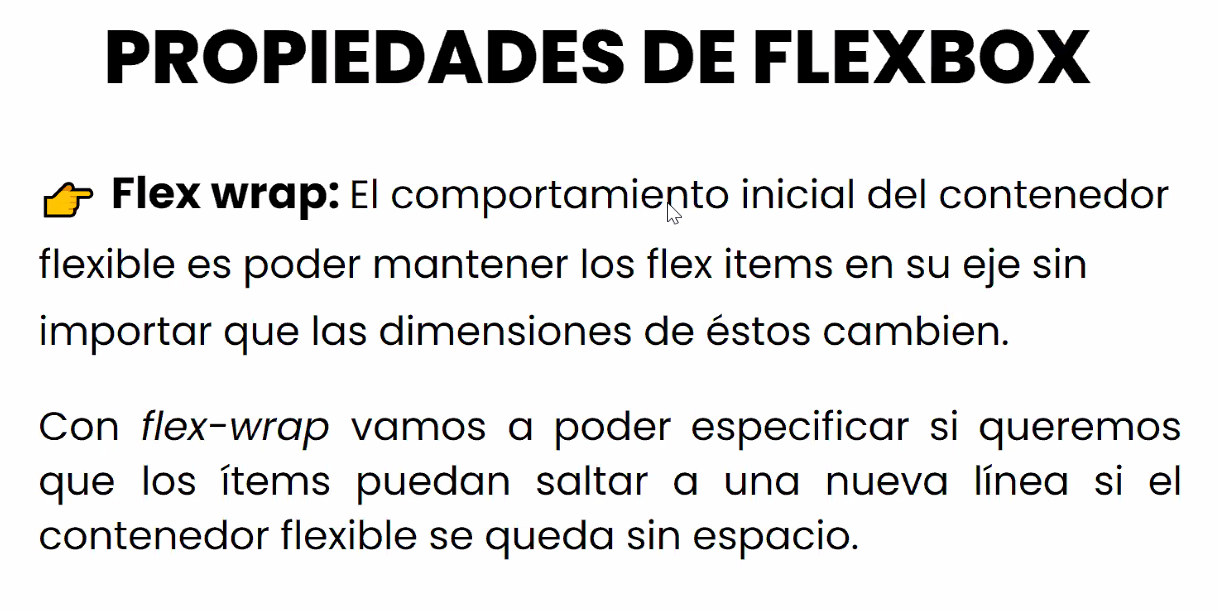 PROPIEDADES DE FLEXBOX
👉 Flex wrap: El comportamiento inicial del contenedor
flexible es poder mantener los flex items en su eje sin
importar que las dimensiones de éstos cambien.
Con flex-wrap vamos a poder especificar si queremos
que los ítems puedan saltar a una nueva línea si el
contenedor flexible se queda sin espacio.